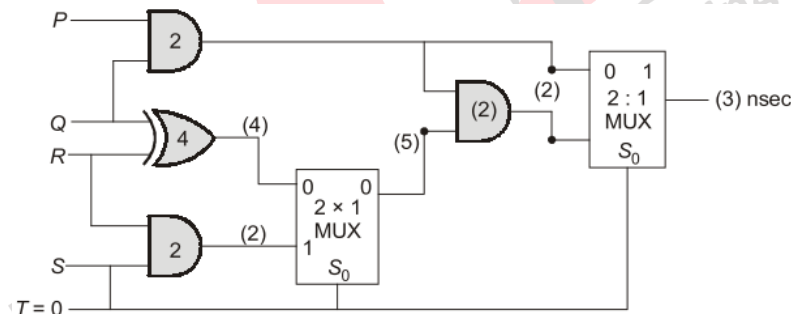 P
2
Q
R
4
(4)
S
2
(2)
T = 0
0 0
2 × 1
MUX
1
S0
(5)
(2)
(2)
0 1
2 : 1
MUX
S0
(3) nsec